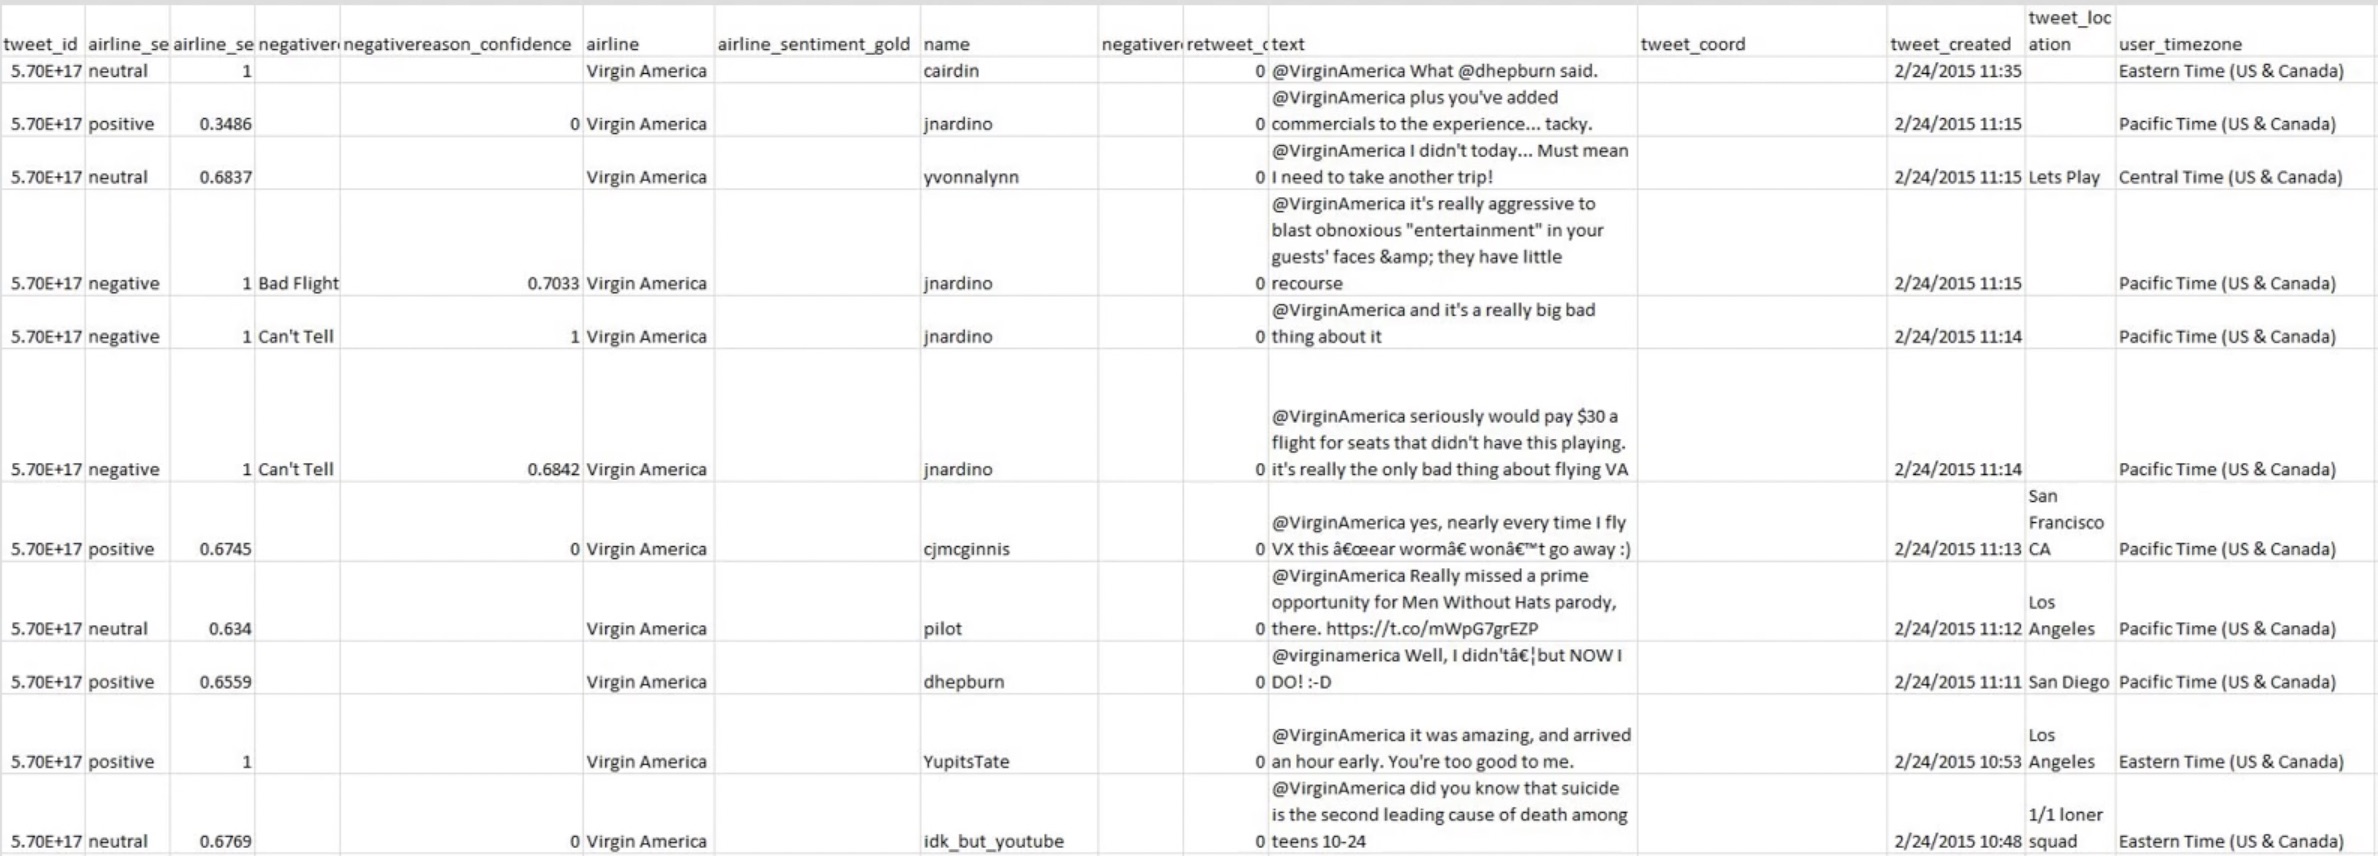 tweet_loc
tweet_id airline_se airline_se negativer negativereason_confidence airline airline_sentiment_gold name negativer retweet_c text tweet_coord tweet_created ation user_timezone
5.70E+17 neutral 1 Virgin America cairdin 0 @VirginAmerica What @dhepburn said. 2/24/2015 11:35 Eastern Time (US & Canada)
@VirginAmerica plus you've added
5.70E+17 positive 0.3486 0 Virgin America jnardino 0 commercials to the experience... tacky. 2/24/2015 11:15 Pacific Time (US & Canada)
@VirginAmerica I didn't today... Must mean
5.70E+17 neutral 0.6837 Virgin America yvonnalynn 0 I need to take another trip! 2/24/2015 11:15 Lets Play Central Time (US & Canada)
@VirginAmerica it's really aggressive to
blast obnoxious "entertainment" in your
guests' faces &amp; they have little
5.70E+17 negative 1 Bad Flight 0.7033 Virgin America jnardino 0 recourse 2/24/2015 11:15 Pacific Time (US & Canada)
@VirginAmerica and it's a really big bad
5.70E+17 negative 1 Can't Tell 1 Virgin America jnardino 0 thing about it 2/24/2015 11:14 Pacific Time (US & Canada)
@VirginAmerica seriously would pay $30 a
flight for seats that didn't have this playing.
5.70E+17 negative 1 Can't Tell 0.6842 Virgin America jnardino 0 it's really the only bad thing about flying VA 2/24/2015 11:14 Pacific Time (US & Canada)
San
@VirginAmerica yes, nearly every time I fly Francisco
5.70E+17 positive 0.6745 0 Virgin America cjmcginnis 0 VX this â€œear wormâ€ wonâ€™t go away :) 2/24/2015 11:13 CA Pacific Time (US & Canada)
@VirginAmerica Really missed a prime
opportunity for Men Without Hats parody, Los
5.70E+17 neutral 0.634 Virgin America pilot 0 there. https://t.co/mWpG7grEZP 2/24/2015 11:12 Angeles Pacific Time (US & Canada)
@virginamerica Well, I didn'tâ€¦but NOW I
5.70E+17 positive 0.6559 Virgin America dhepburn 0 DO! :-D 2/24/2015 11:11 San Diego Pacific Time (US & Canada)
@VirginAmerica it was amazing, and arrived Los
5.70E+17 positive 1 Virgin America YupitsTate 0 an hour early. You're too good to me. 2/24/2015 10:53 Angeles Eastern Time (US & Canada)
@VirginAmerica did you know that suicide
is the second leading cause of death among 1/1 loner
5.70E+17 neutral 0.6769 0 Virgin America idk_but_youtube 0 teens 10-24 2/24/2015 10:48 squad Eastern Time (US & Canada)